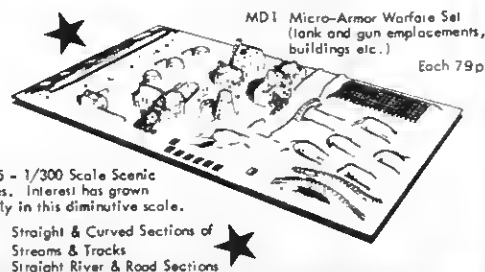 MD1 Micro-Armor Warfare Set
(tank and gun emplacements,
buildings etc.)
Each 79p
5 - 1/300 Scale Scenic
es. Interest has grown
ly in this diminutive scale.
Straight & Curved Sections of
Streams & Tracks
Straight River & Road Sections